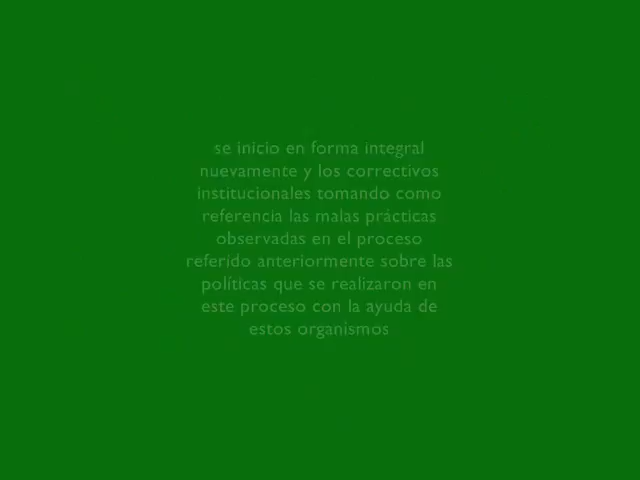 se inicio en forma integral
nuevamente y los correctivos
institucionales tomando como
referencia las malas prácticas
observadas en el proceso
referido anteriormente sobre las
políticas que se realizaron en
este proceso con la ayuda de
estos organismos